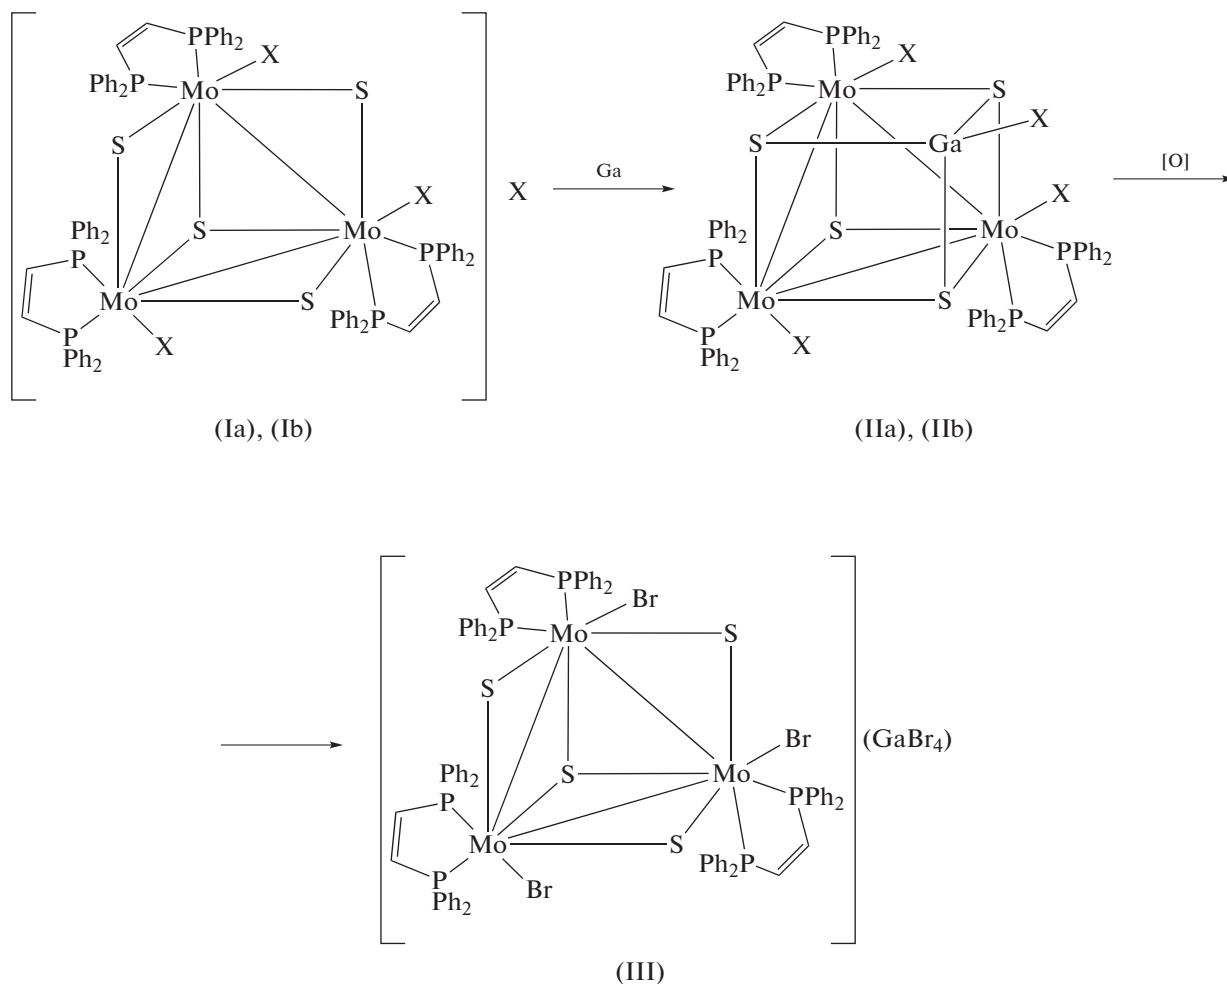 PPh₂
X
Ph₂P
Mo
S
S
X
Ph₂
S
Mo
PPh₂
P
Mo
S
Ph₂P
P
Ph₂
X
X
(Ia), (Ib)
Ga
PPh₂
X
Ph₂P
Mo
S
X
S
Ga
X
Ph₂
S
Mo
PPh₂
P
Mo
S
Ph₂P
P
Ph₂
X
(IIa), (IIb)
[O]
PPh₂
Br
Ph₂P
Mo
S
S
Br
Ph₂
S
Mo
PPh₂
P
Mo
S
Ph₂P
P
Ph₂
Br
(GaBr₄)
(III)